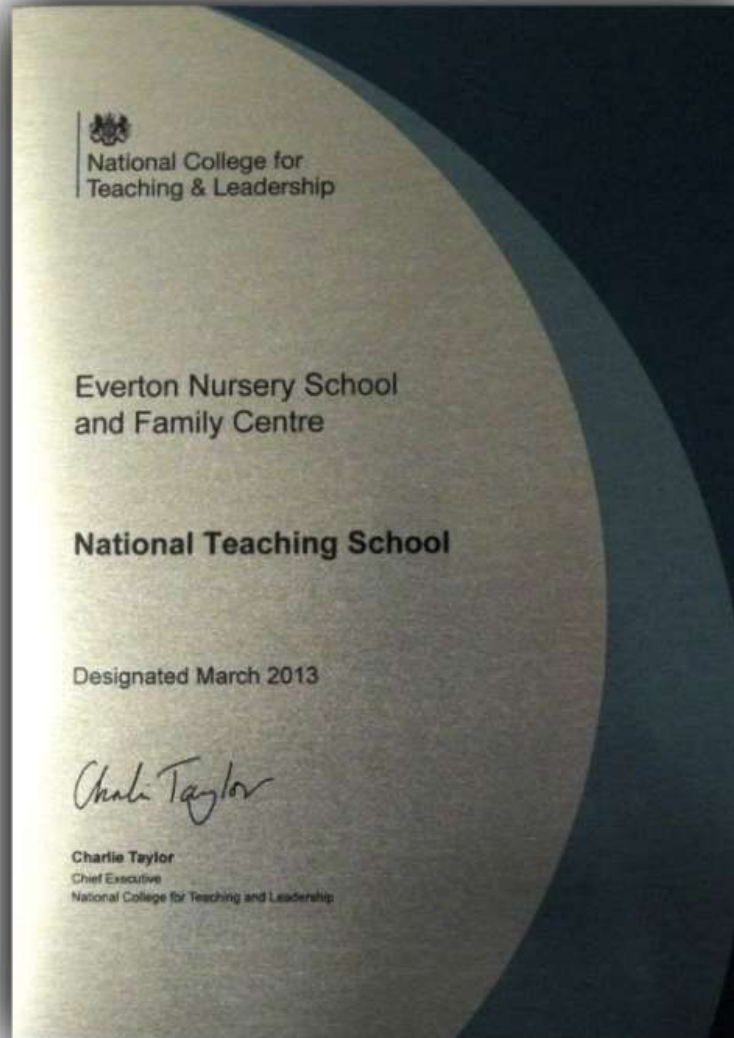 National College for
Teaching & Leadership
Everton Nursery School
and Family Centre
National Teaching School
Designated March 2013
Charlie Taylor
Charlie Taylor
Chief Executive
National College for Teaching and Leadership